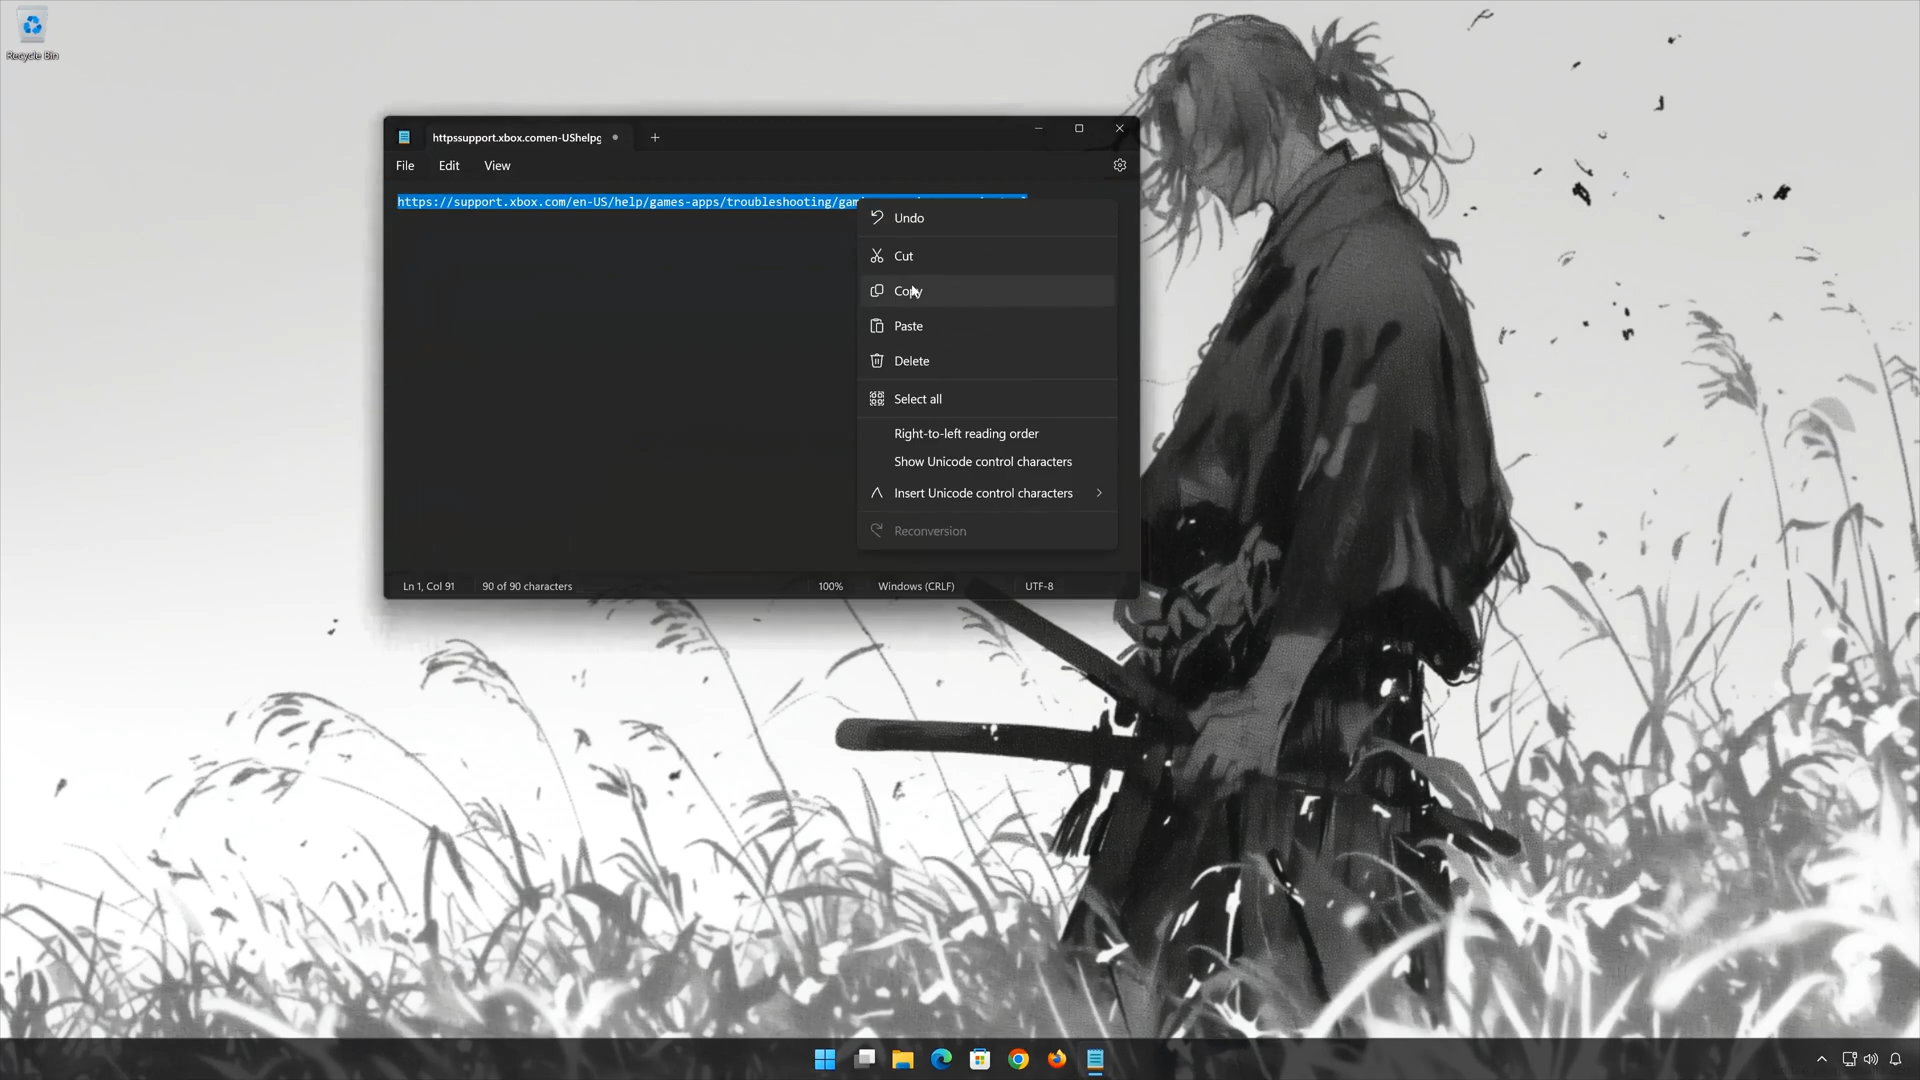 Recycle Bin
httpssupport.xbox.comen-UShelpg
File Edit View
https://support.xbox.com/en-US/help/games-apps/troubleshooting/gam
Undo
Cut
Copy
Paste
Delete
Select all
Right-to-left reading order
Show Unicode control characters
Insert Unicode control characters
Reconversion
Ln 1, Col 91 90 of 90 characters 100% Windows (CRLF) UTF-8